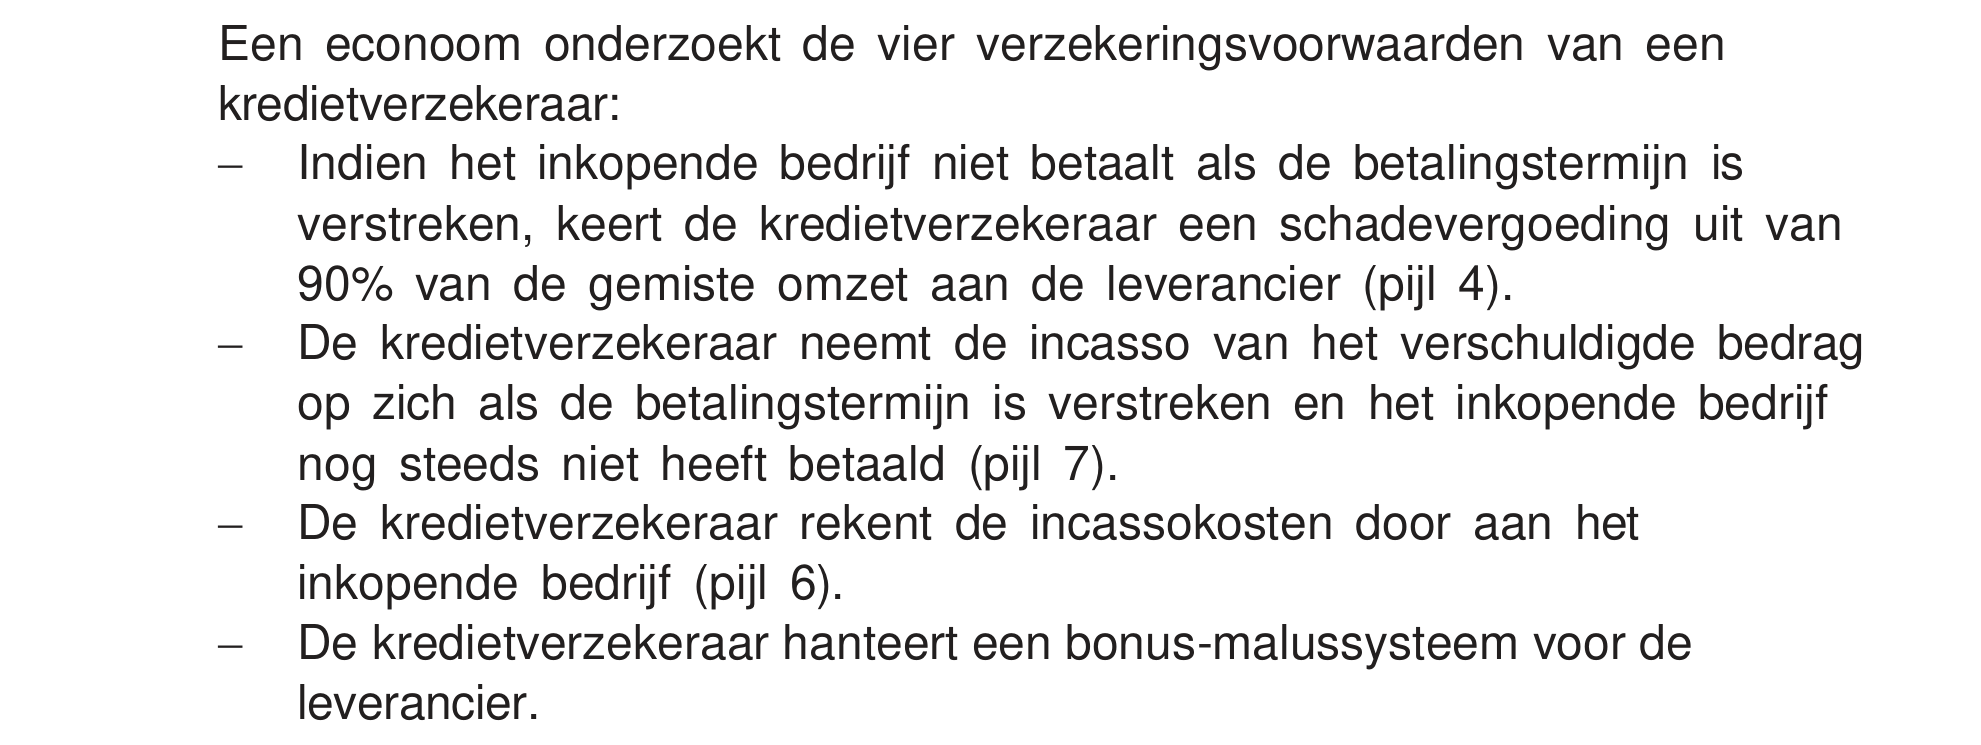 Een econoom onderzoekt de vier verzekeringsvoorwaarden van een
kredietverzekeraar:
– Indien het inkopende bedrijf niet betaalt als de betalingstermijn is
verstreken, keert de kredietverzekeraar een schadevergoeding uit van
90% van de gemiste omzet aan de leverancier (pijl 4).
– De kredietverzekeraar neemt de incasso van het verschuldigde bedrag
op zich als de betalingstermijn is verstreken en het inkopende bedrijf
nog steeds niet heeft betaald (pijl 7).
– De kredietverzekeraar rekent de incassokosten door aan het
inkopende bedrijf (pijl 6).
– De kredietverzekeraar hanteert een bonus-malussysteem voor de
leverancier.